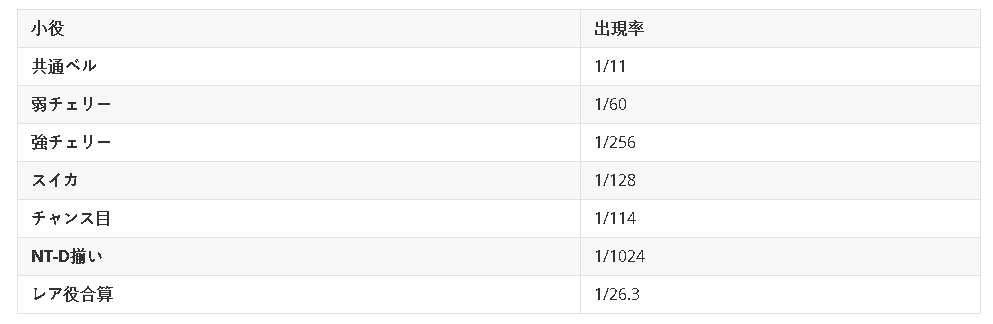 小役 出現率
共通ベル 1/11
弱チェリー 1/60
強チェリー 1/256
スイカ 1/128
チャンス目 1/114
NT-D揃い 1/1024
レア役合算 1/26.3